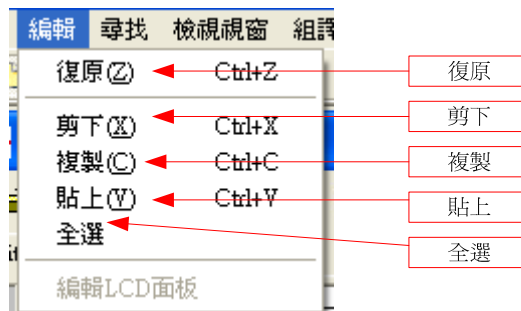 編輯 尋找 檢視視窗 組譯
復原(Z) Ctrl+Z 復原
剪下(X) Ctrl+X 剪下
複製(C) Ctrl+C 複製
貼上(V) Ctrl+V 貼上
全選 全選
編輯LCD面板